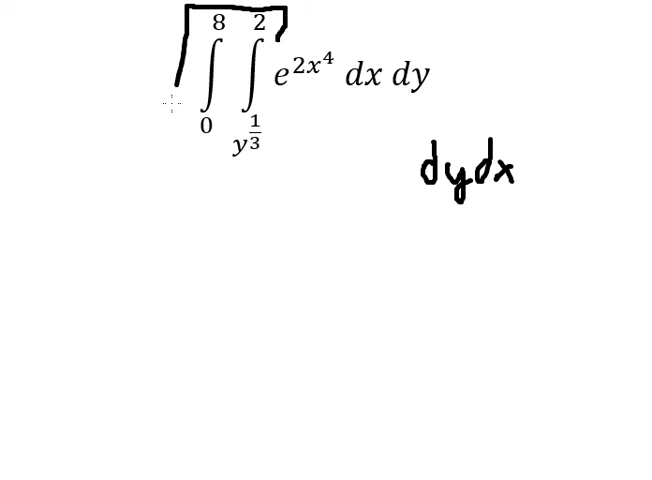 ∫₀⁸ ∫_{y^{1/3}}² e^{2x⁴} dx dy
dydx